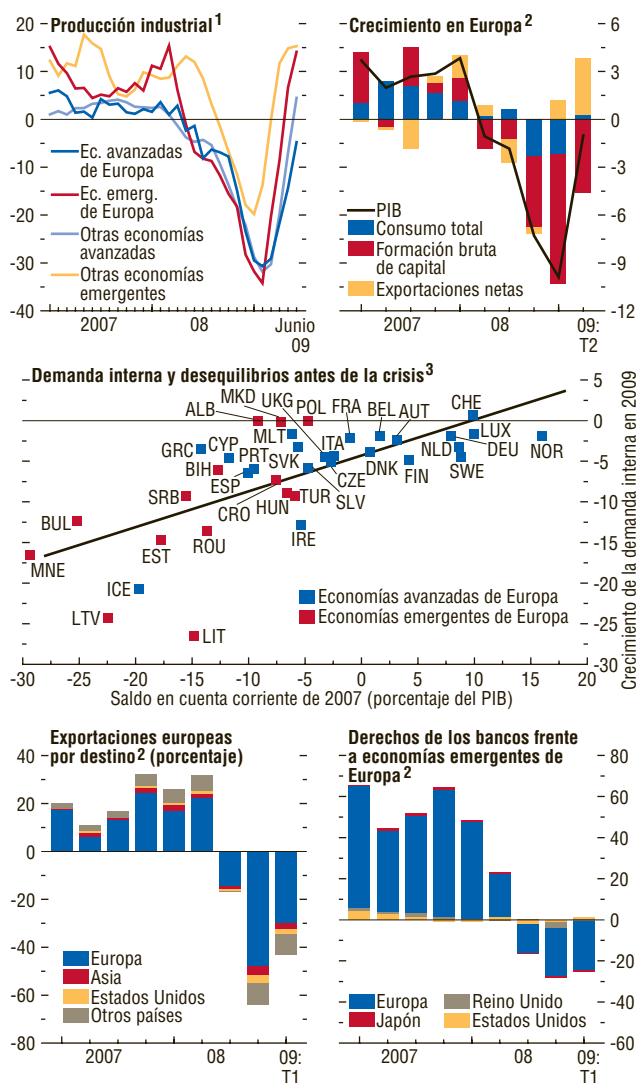 Producción industrial¹
20
10
0
10
-20
-30
-40
Ec. avanzadas
de Europa
Ec. emerg.
de Europa
Otras economías
avanzadas
Otras economías
emergentes
2007
08
Junio
09
Crecimiento en Europa²
6
3
0
-3
-6
-9
-12
PIB
Consumo total
Formación bruta
de capital
Exportaciones netas
2007
08
09:
T2
Demanda interna y desequilibrios antes de la crisis³
MKD
UKG
POL
FRA
BEL
AUT
CHE
ALB
MLT
ITA
LUX
GRC
CYP
PRT
SVK
DEU
NOR
BIH
ESP
CZE
DNK
FIN
NLD
SWE
SRB
CRO
HUN
TUR
SLV
BUL
EST
ROU
IRE
MNE
ICE
LTV
LIT
Economías avanzadas de Europa
Economías emergentes de Europa
5
0
-5
-10
-15
-20
-25
-30
Crecimiento de la demanda interna en 2009
-30
-25
-20
-15
-10
-5
0
5
10
15
20
Saldo en cuenta corriente de 2007 (porcentaje del PIB)
Exportaciones europeas
por destino² (porcentaje)
40
20
0
-20
-40
-60
-80
Europa
Asia
Estados Unidos
Otros países
2007
08
09:
T1
Derechos de los bancos frente
a economías emergentes de
Europa²
80
60
40
20
0
-20
-40
-60
Europa
Japón
Reino Unido
Estados Unidos
2007
08
09:
T1